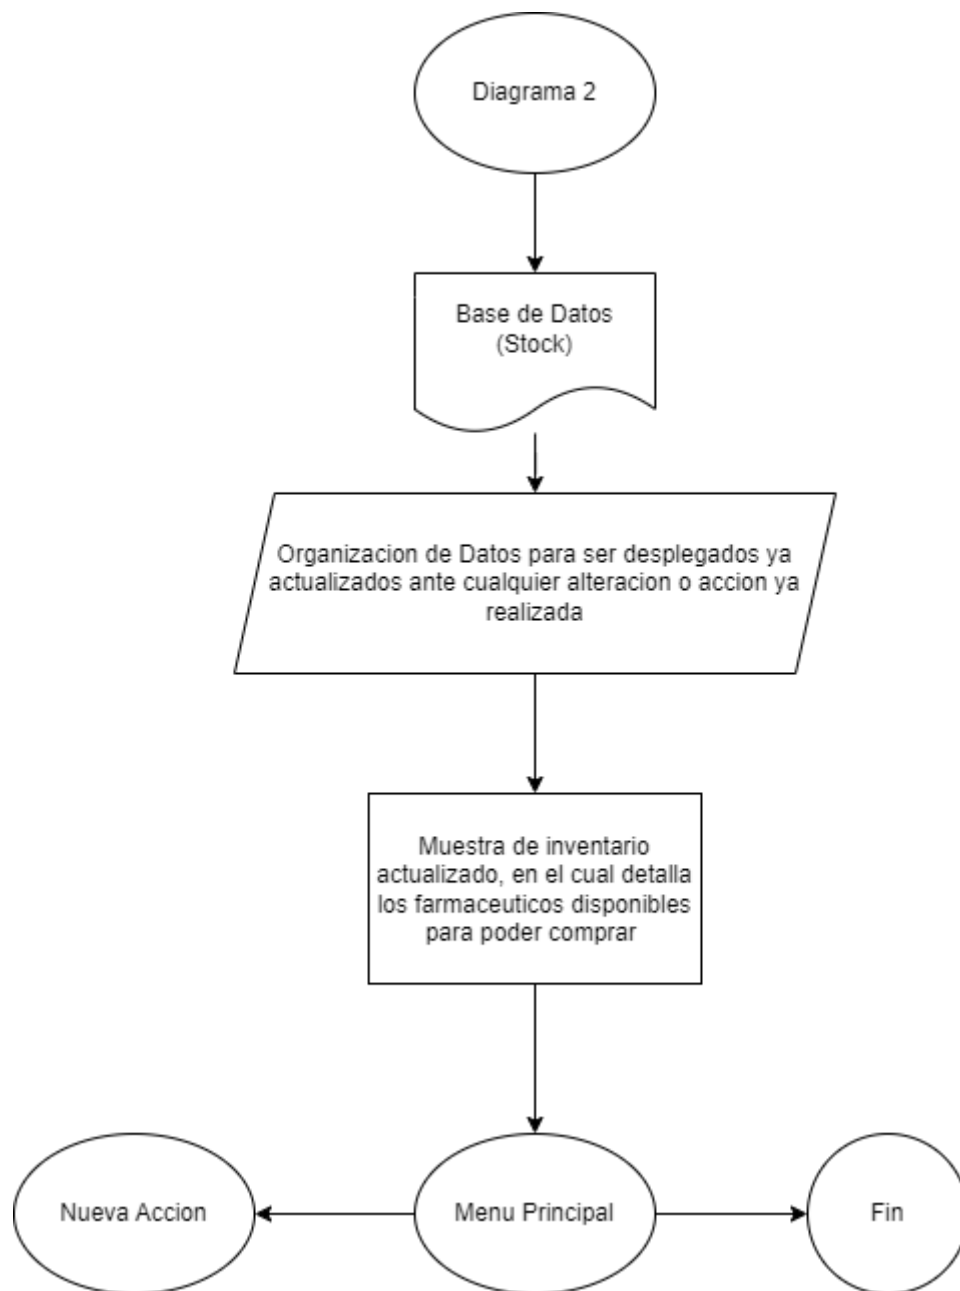 Diagrama 2
Base de Datos
(Stock)
Organizacion de Datos para ser desplegados ya
actualizados ante cualquier alteracion o accion ya
realizada
Muestra de inventario
actualizado, en el cual detalla
los farmaceuticos disponibles
para poder comprar
Nueva Accion
Menu Principal
Fin